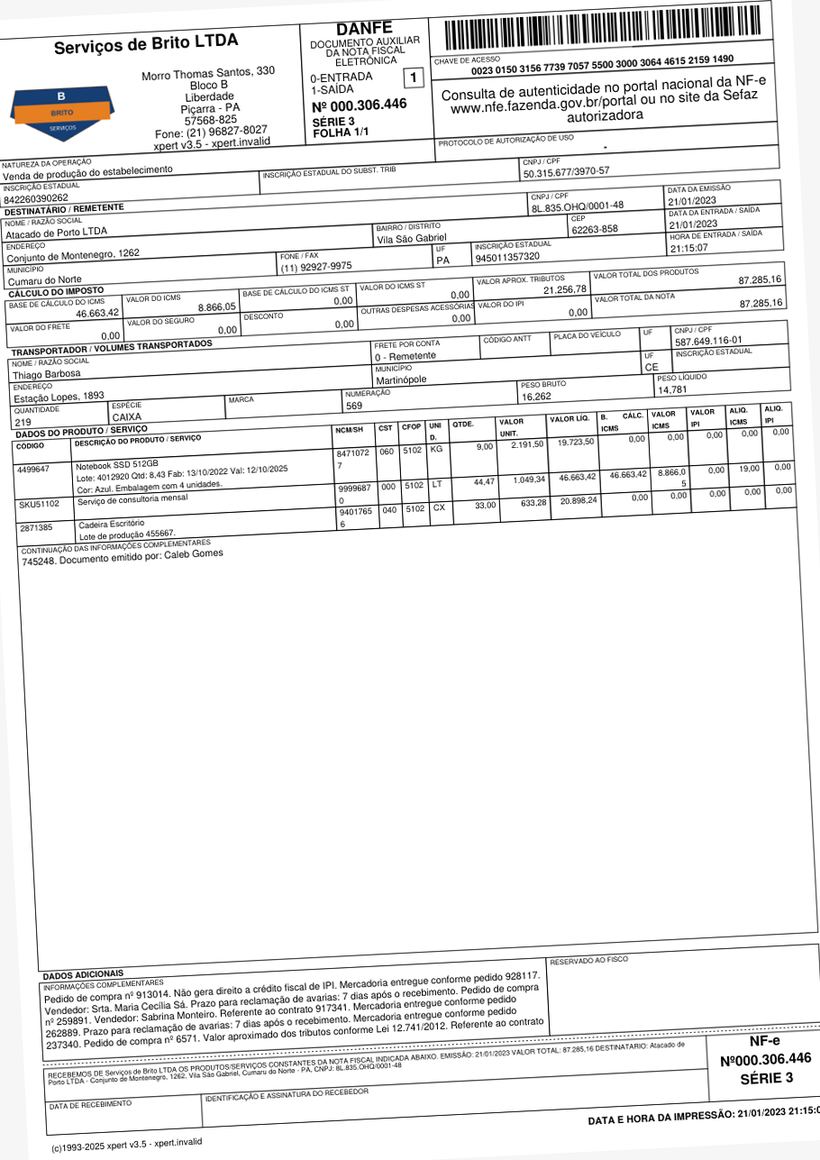 Serviços de Brito LTDA
B
BRITO
SERVIÇOS
Morro Thomas Santos, 330
Bloco B
Liberdade
Piçarra - PA
57568-825
Fone: (21) 96827-8027
xpert v3.5 - xpert.invalid
DANFE
DOCUMENTO AUXILIAR
DA NOTA FISCAL
ELETRÔNICA
0-ENTRADA
1-SAÍDA
1
Nº 000.306.446
SÉRIE 3
FOLHA 1/1
CHAVE DE ACESSO
0023 0150 3156 7739 7057 5500 3000 3064 4615 2159 1490
Consulta de autenticidade no portal nacional da NF-e
www.nfe.fazenda.gov.br/portal ou no site da Sefaz
autorizadora
NATUREZA DA OPERAÇÃO
Venda de produção do estabelecimento
PROTOCOLO DE AUTORIZAÇÃO DE USO
-
INSCRIÇÃO ESTADUAL
842260390262
INSCRIÇÃO ESTADUAL DO SUBST. TRIB
CNPJ / CPF
50.315.677/3970-57
DESTINATÁRIO / REMETENTE
NOME / RAZÃO SOCIAL
Atacado de Porto LTDA
CNPJ / CPF
8L.835.OHQ/0001-48
DATA DA EMISSÃO
21/01/2023
ENDEREÇO
Conjunto de Montenegro, 1262
BAIRRO / DISTRITO
Vila São Gabriel
CEP
62263-858
DATA DA ENTRADA / SAÍDA
21/01/2023
MUNICÍPIO
Cumaru do Norte
FONE / FAX
(11) 92927-9975
UF
PA
INSCRIÇÃO ESTADUAL
945011357320
HORA DE ENTRADA / SAÍDA
21:15:07
CÁLCULO DO IMPOSTO
BASE DE CÁLCULO DO ICMS
46.663,42
VALOR DO ICMS
8.866,05
BASE DE CÁLCULO DO ICMS ST
0,00
VALOR DO ICMS ST
0,00
VALOR APROX. TRIBUTOS
21.256,78
VALOR TOTAL DOS PRODUTOS
87.285,16
VALOR DO FRETE
0,00
VALOR DO SEGURO
0,00
DESCONTO
0,00
OUTRAS DESPESAS ACESSÓRIAS
0,00
VALOR DO IPI
0,00
VALOR TOTAL DA NOTA
87.285,16
TRANSPORTADOR / VOLUMES TRANSPORTADOS
NOME / RAZÃO SOCIAL
Thiago Barbosa
FRETE POR CONTA
0 - Remetente
CÓDIGO ANTT
PLACA DO VEÍCULO
UF
CNPJ / CPF
587.649.116-01
ENDEREÇO
Estação Lopes, 1893
MUNICÍPIO
Martinópole
UF
CE
INSCRIÇÃO ESTADUAL
QUANTIDADE
219
ESPÉCIE
CAIXA
MARCA
NUMERAÇÃO
569
PESO BRUTO
16,262
PESO LÍQUIDO
14,781
DADOS DO PRODUTO / SERVIÇO
CÓDIGO DESCRIÇÃO DO PRODUTO / SERVIÇO NCM/SH CST CFOP UNI D. QTDE. VALOR UNIT. VALOR LÍQ. B. CÁLC. ICMS VALOR ICMS VALOR IPI ALIQ. ICMS ALIQ. IPI
4499647 Notebook SSD 512GB 84710727 060 5102 KG 9,00 2.191,50 19.723,50 0,00 0,00 0,00 0,00 0,00
Lote: 4012920 Qtd: 8,43 Fab: 13/10/2022 Val: 12/10/2025
Cor: Azul. Embalagem com 4 unidades.
SKU51102 Serviço de consultoria mensal 99996870 000 5102 LT 44,47 1.049,34 46.663,42 46.663,42 8.866,05 0,00 19,00 0,00
2871385 Cadeira Escritório 94017656 040 5102 CX 33,00 633,28 20.898,24 0,00 0,00 0,00 0,00 0,00
Lote de produção 455667.
CONTINUAÇÃO DAS INFORMAÇÕES COMPLEMENTARES
745248. Documento emitido por: Caleb Gomes
DADOS ADICIONAIS
INFORMAÇÕES COMPLEMENTARES
Pedido de compra nº 913014. Não gera direito a crédito fiscal de IPI. Mercadoria entregue conforme pedido 928117.
Vendedor: Srta. Maria Cecília Sá. Prazo para reclamação de avarias: 7 dias após o recebimento. Pedido de compra
nº 259891. Vendedor: Sabrina Monteiro. Referente ao contrato 917341. Mercadoria entregue conforme pedido
262889. Prazo para reclamação de avarias: 7 dias após o recebimento. Mercadoria entregue conforme pedido
237340. Pedido de compra nº 6571. Valor aproximado dos tributos conforme Lei 12.741/2012. Referente ao contrato
RESERVADO AO FISCO
RECEBEMOS DE Serviços de Brito LTDA OS PRODUTOS/SERVIÇOS CONSTANTES DA NOTA FISCAL INDICADA ABAIXO. EMISSÃO: 21/01/2023 VALOR TOTAL: 87.285,16 DESTINATARIO: Atacado de
Porto LTDA - Conjunto de Montenegro, 1262, Vila São Gabriel, Cumaru do Norte - PA, CNPJ: 8L.835.OHQ/0001-48
DATA DE RECEBIMENTO
IDENTIFICAÇÃO E ASSINATURA DO RECEBEDOR
NF-e
Nº000.306.446
SÉRIE 3
DATA E HORA DA IMPRESSÃO: 21/01/2023 21:15:0
(c)1993-2025 xpert v3.5 - xpert.invalid